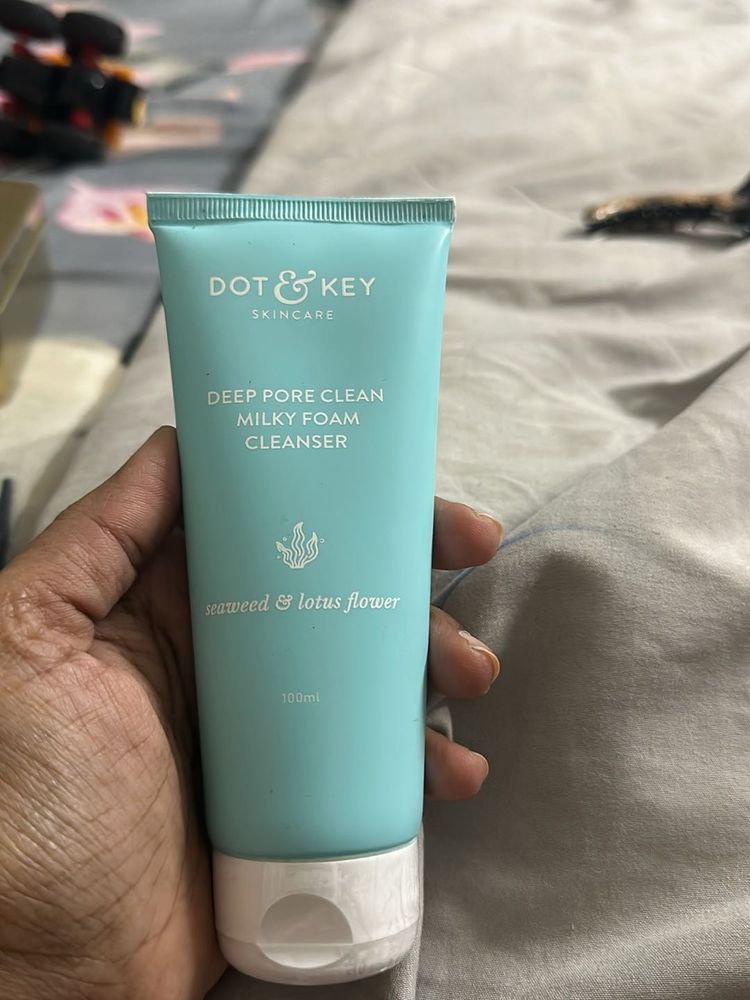 DOT & KEY
SKINCARE
DEEP PORE CLEAN
MILKY FOAM
CLEANSER
seaweed & lotus flower
100ml